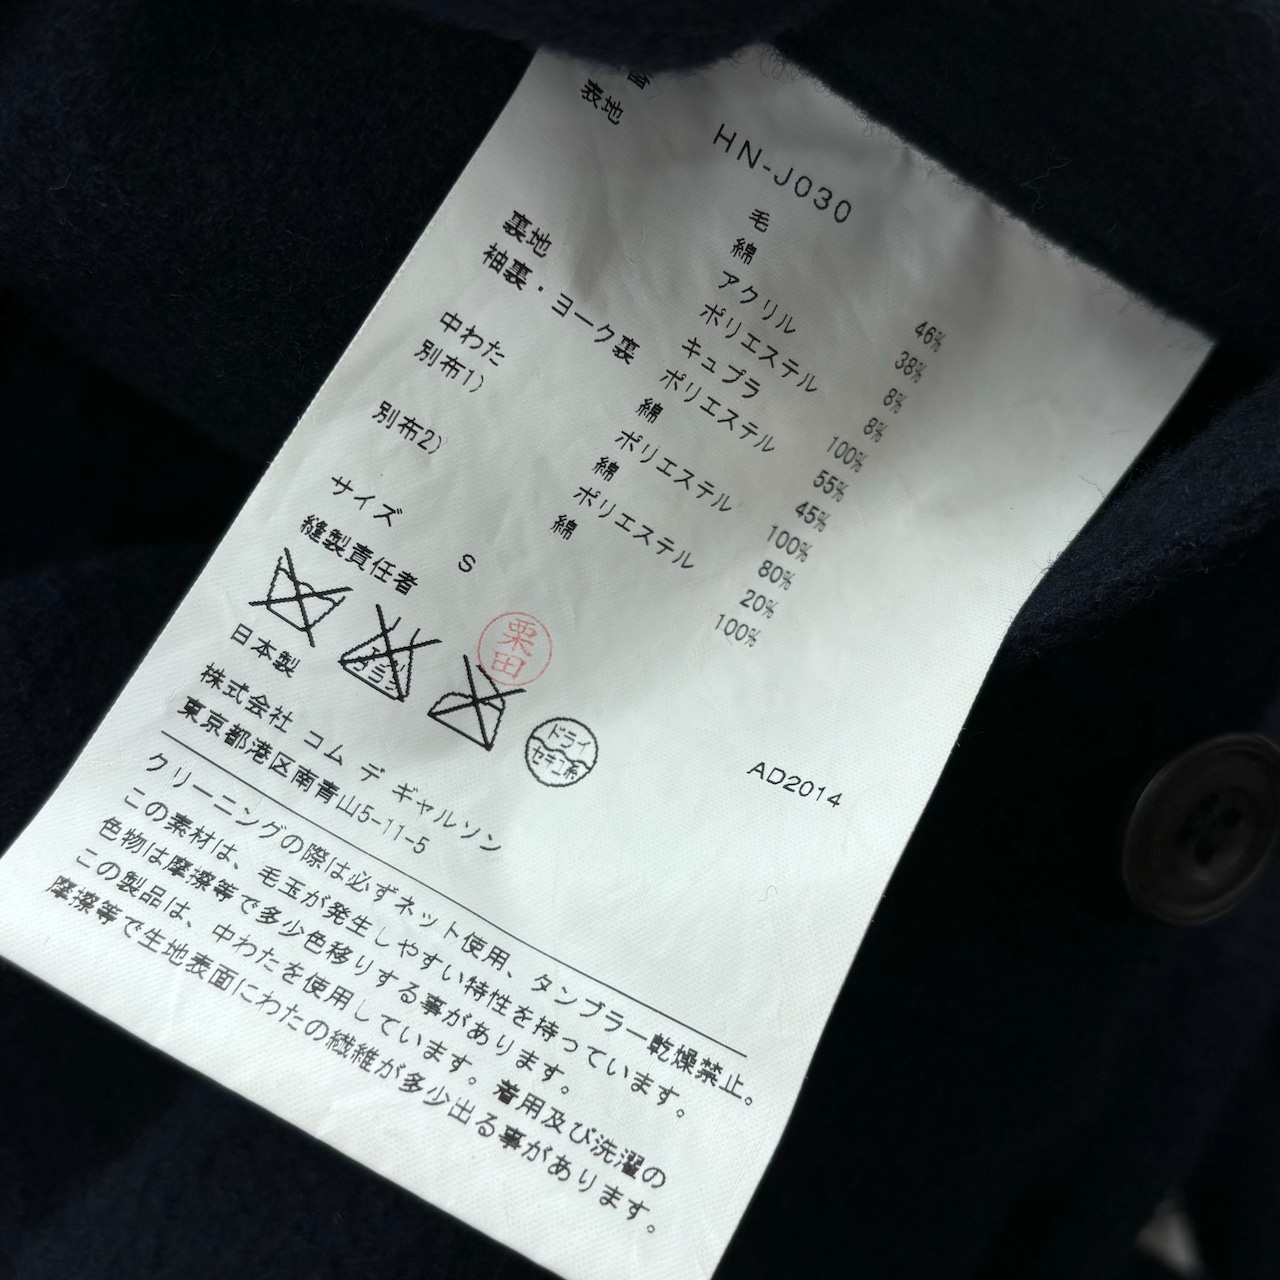 HN-J030
表地 毛 46%
綿 38%
アクリル 8%
ポリエステル 8%
裏地 キュプラ 100%
袖裏・ヨーク裏 ポリエステル 55%
綿 45%
中わた ポリエステル 100%
別布1) 綿 80%
ポリエステル 20%
別布2) 綿 100%
サイズ S
縫製責任者 栗田 AD2014
ドライ
セキユ系
日本製
株式会社 コム デ ギャルソン
東京都港区南青山5-11-5
クリーニングの際は必ずネット使用、タンブラー乾燥禁止。
この素材は、毛玉が発生しやすい特性を持っています。
色物は摩擦等で多少色移りする事があります。
この製品は、中わたを使用しています。着用及び洗濯の
摩擦等で生地表面にわたの繊維が多少出る事があります。